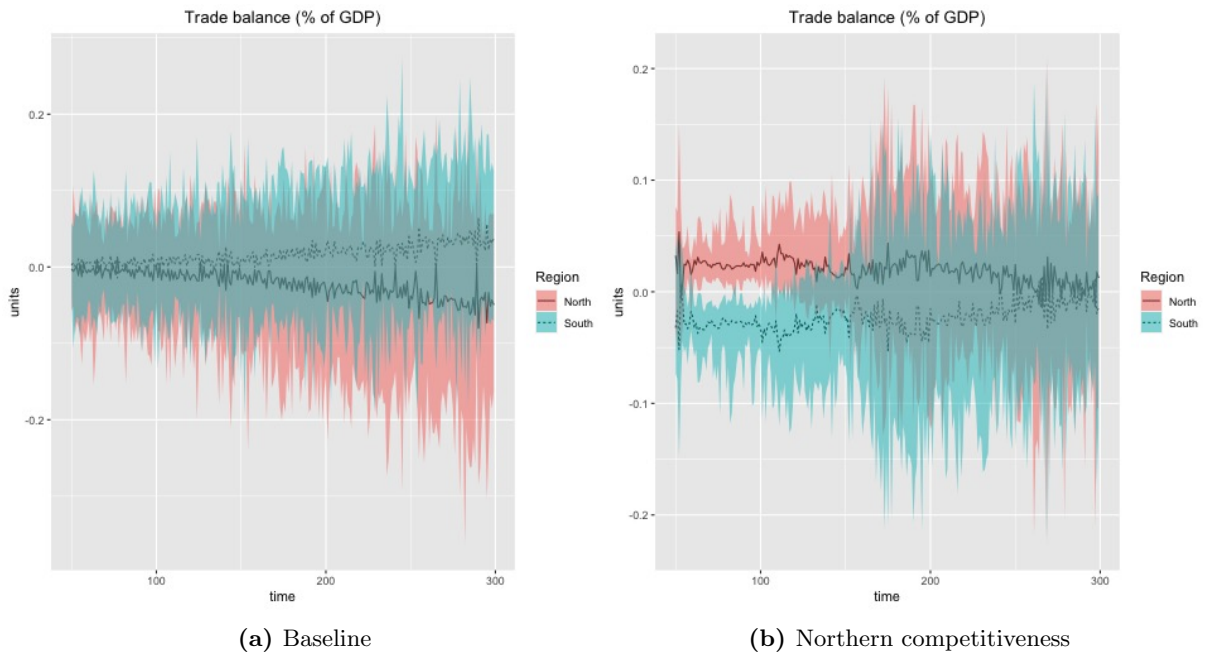 Trade balance (% of GDP)
0.2
0.0
-0.2
units
100
200
300
time
Region
North
South
(a) Baseline
Trade balance (% of GDP)
0.2
0.1
0.0
-0.1
-0.2
units
100
200
300
time
Region
North
South
(b) Northern competitiveness